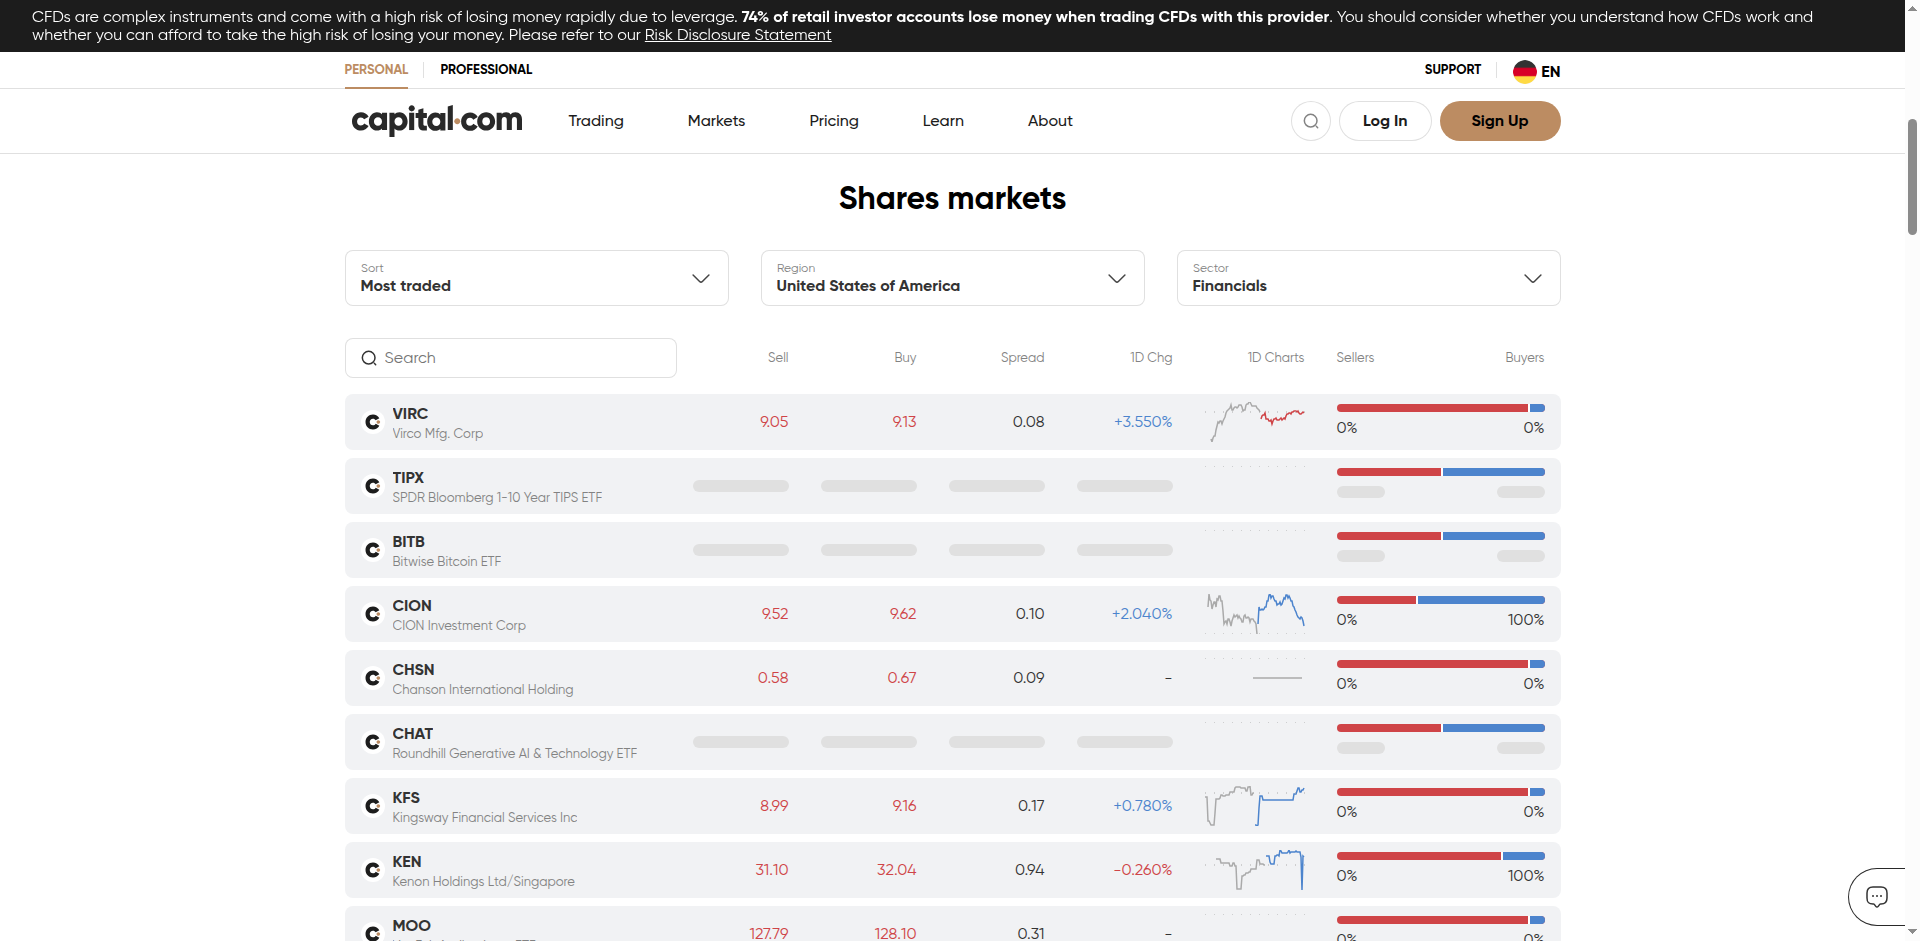 CFDs are complex instruments and come with a high risk of losing money rapidly due to leverage. 74% of retail investor accounts lose money when trading CFDs with this provider. You should consider whether you understand how CFDs work and
whether you can afford to take the high risk of losing your money. Please refer to our Risk Disclosure Statement
PERSONAL PROFESSIONAL SUPPORT EN
capital.com Trading Markets Pricing Learn About Log In Sign Up
Shares markets
Sort
Most traded
Region
United States of America
Sector
Financials
Search Sell Buy Spread 1D Chg 1D Charts Sellers Buyers
VIRC
Virco Mfg. Corp
9.05 9.13 0.08 +3.550% 0% 0%
TIPX
SPDR Bloomberg 1-10 Year TIPS ETF
BITB
Bitwise Bitcoin ETF
CION
CION Investment Corp
9.52 9.62 0.10 +2.040% 0% 100%
CHSN
Chanson International Holding
0.58 0.67 0.09 - 0% 0%
CHAT
Roundhill Generative AI & Technology ETF
KFS
Kingsway Financial Services Inc
8.99 9.16 0.17 +0.780% 0% 0%
KEN
Kenon Holdings Ltd/Singapore
31.10 32.04 0.94 -0.260% 0% 100%
MOO
127.79 128.10 0.31 - 0% 0%